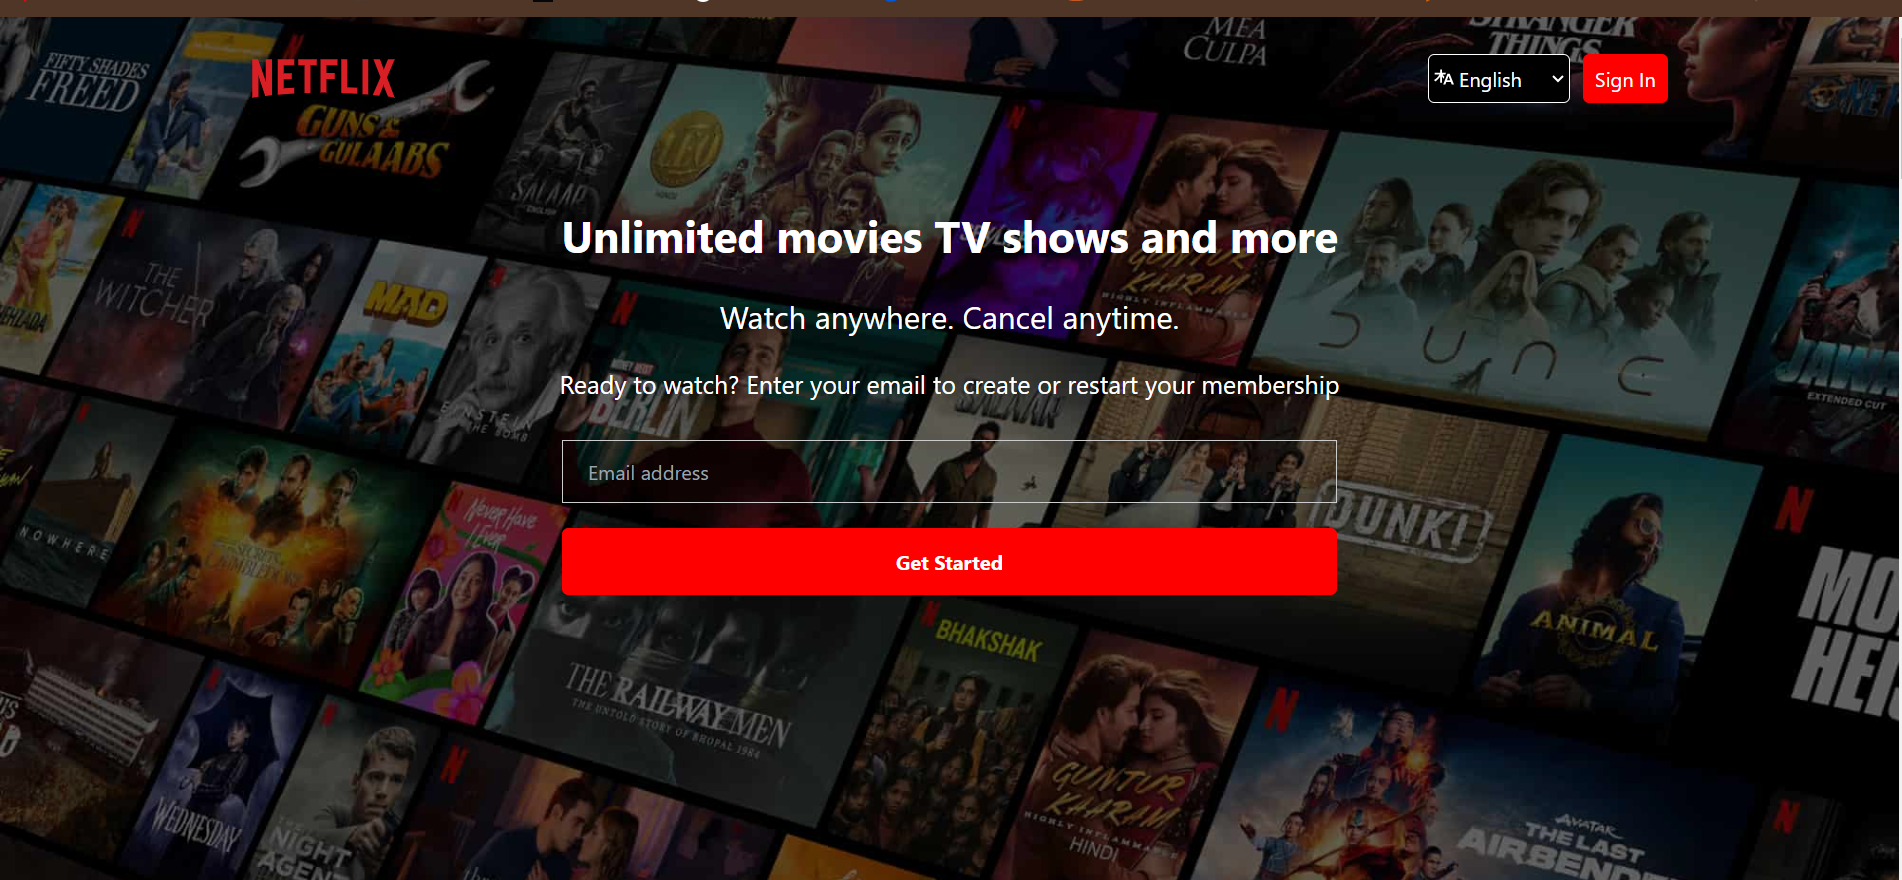 MEA
CULPA
STRANGER
THINGS
FIFTY SHADES
FREED
NETFLIX
English
Sign In
GUNS &
GULAABS
LEO
SALAAR
Unlimited movies TV shows and more
THE
WITCHER
MAD
GUNTUR
KAARAM
HIGHLY INFLAMMABLE
Watch anywhere. Cancel anytime.
DUNE
Ready to watch? Enter your email to create or restart your membership
BERLIN
EXTENDED CUT
EINSTEIN
AND THE BOMB
Email address
NOWHERE
Never Have
I Ever
DUNKI
Get Started
ANIMAL
BHAKSHAK
THE RAILWAY MEN
THE UNTOLD STORY OF BHOPAL 1984
GUNTUR
KAARAM
HIGHLY INFLAMMABLE
HINDI
WEDNESDAY
NIGHT
AGENT
AVATAR
THE LAST
AIRBENDER